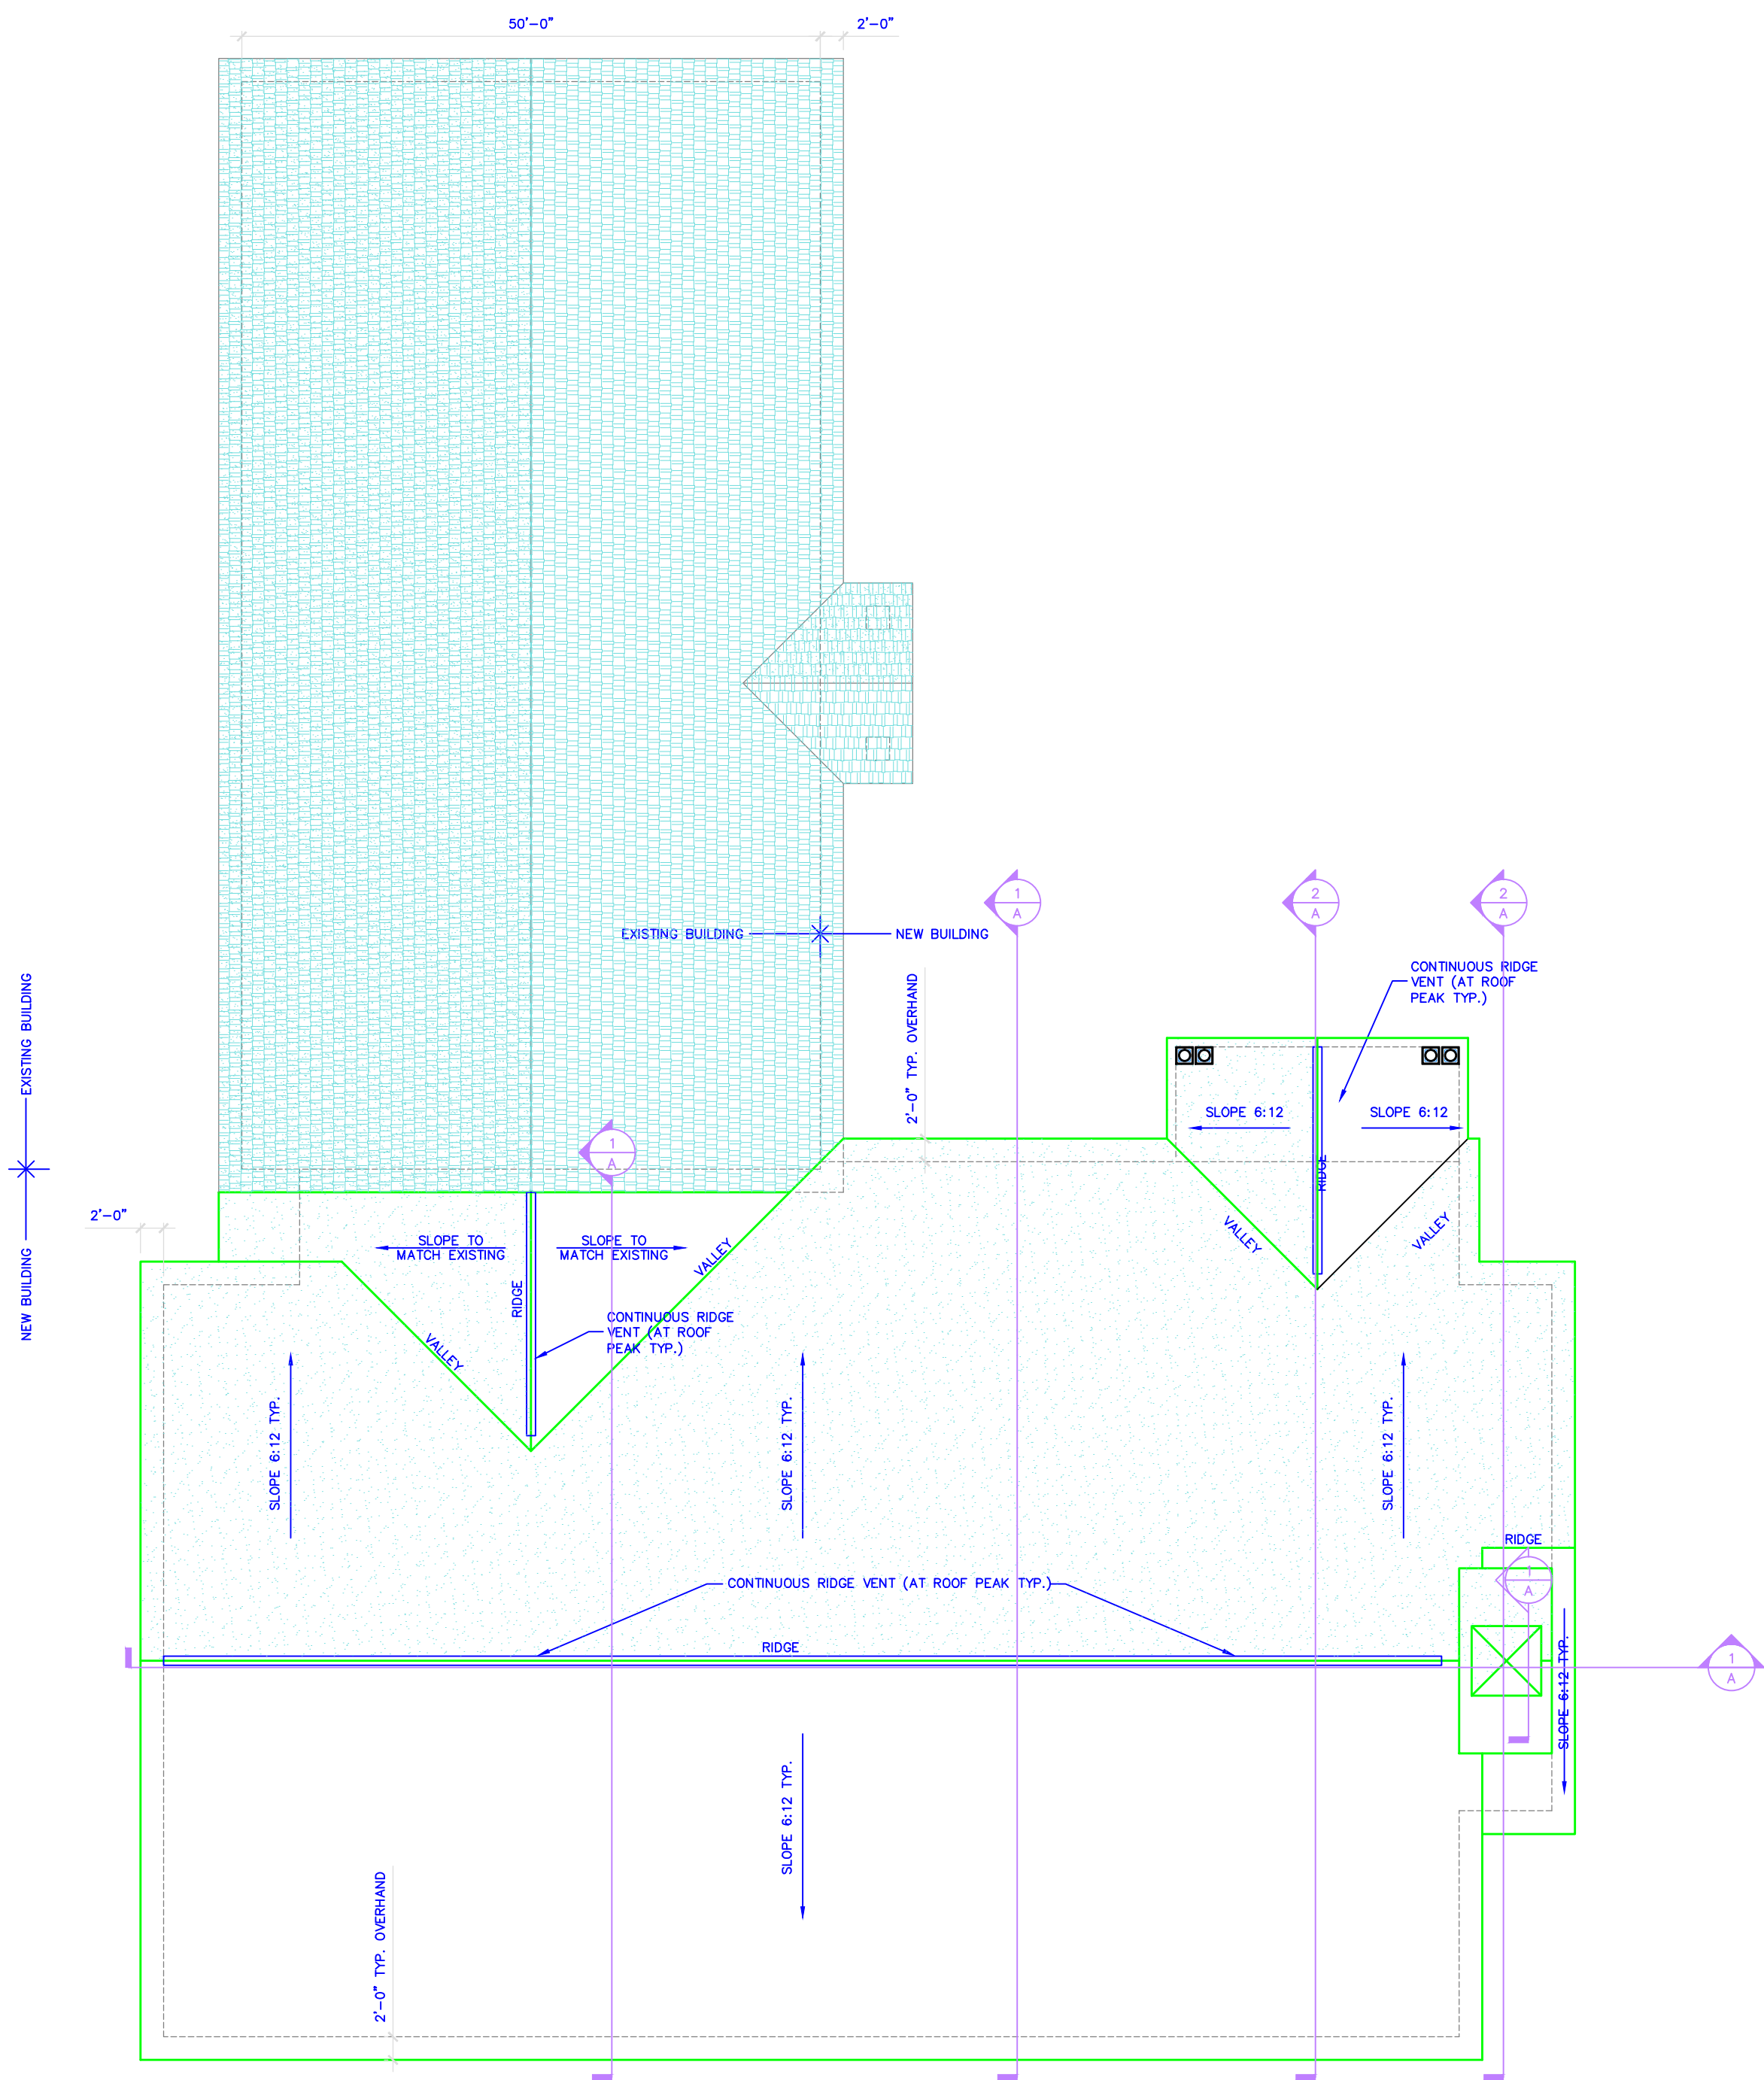 50'-0"
2'-0"
1
A
2
A
2
A
EXISTING BUILDING
NEW BUILDING
CONTINUOUS RIDGE
VENT (AT ROOF
PEAK TYP.)
EXISTING BUILDING
NEW BUILDING
2'-0" TYP. OVERHAND
SLOPE 6:12
SLOPE 6:12
RIDGE
VALLEY
VALLEY
1
A
2'-0"
SLOPE TO
MATCH EXISTING
SLOPE TO
MATCH EXISTING
VALLEY
RIDGE
CONTINUOUS RIDGE
VENT (AT ROOF
PEAK TYP.)
VALLEY
SLOPE 6:12 TYP.
SLOPE 6:12 TYP.
SLOPE 6:12 TYP.
RIDGE
1
A
CONTINUOUS RIDGE VENT (AT ROOF PEAK TYP.)
RIDGE
SLOPE 6:12 TYP.
1
A
SLOPE 6:12 TYP.
2'-0" TYP. OVERHAND